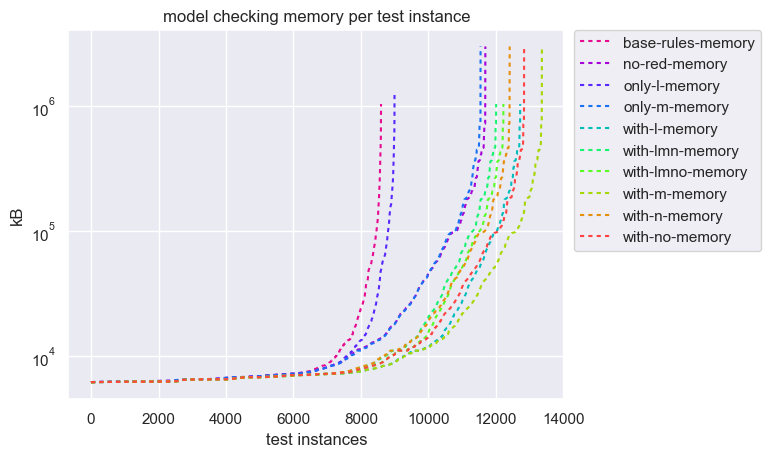 model checking memory per test instance
kB
10^6
10^5
10^4
0 2000 4000 6000 8000 10000 12000 14000
test instances
base-rules-memory
no-red-memory
only-l-memory
only-m-memory
with-l-memory
with-lmn-memory
with-lmno-memory
with-m-memory
with-n-memory
with-no-memory